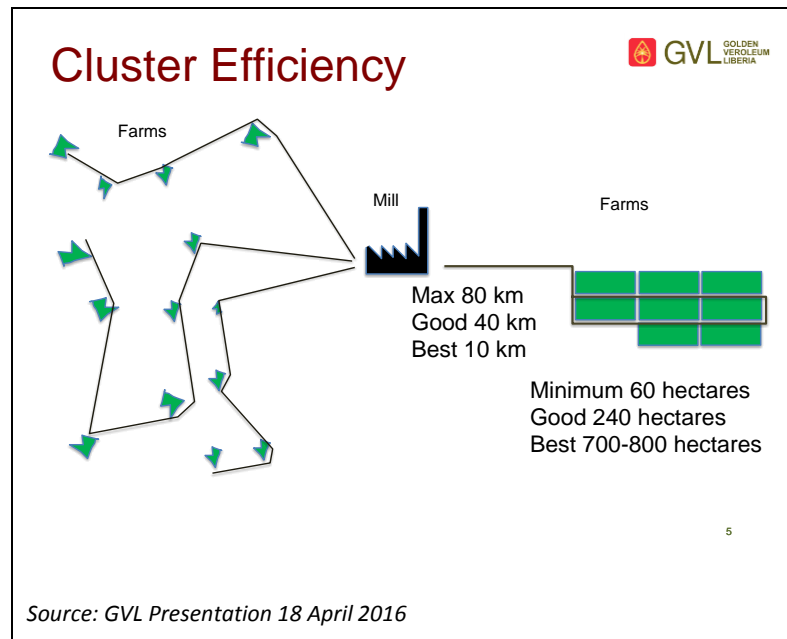 Cluster Efficiency
GVL
GOLDEN
VEROLEUM
LIBERIA
Farms
Mill
Farms
Max 80 km
Good 40 km
Best 10 km
Minimum 60 hectares
Good 240 hectares
Best 700-800 hectares
5
Source: GVL Presentation 18 April 2016